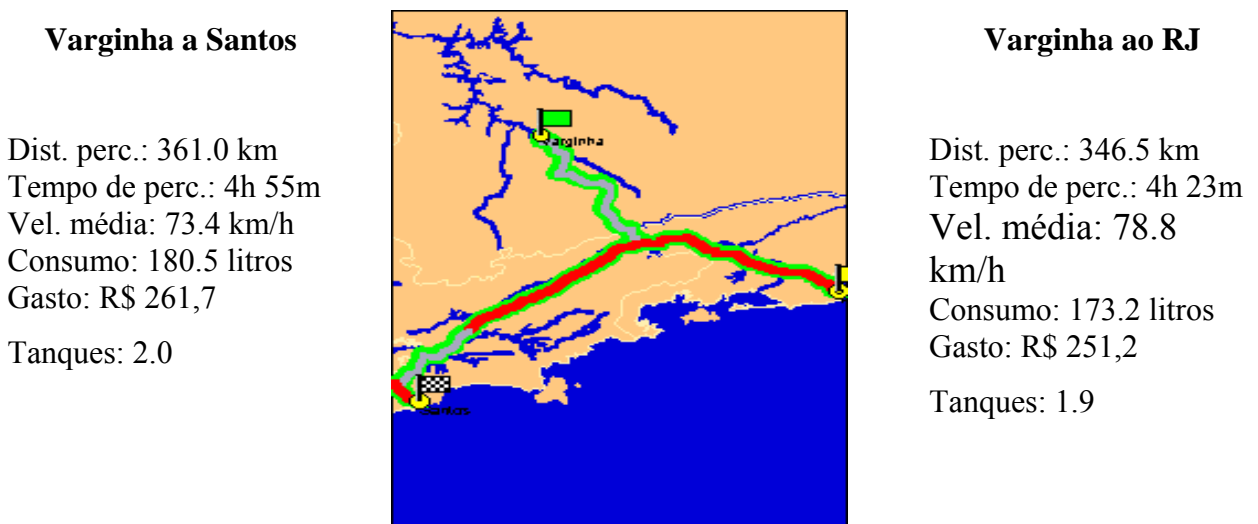 Varginha a Santos
Dist. perc.: 361.0 km
Tempo de perc.: 4h 55m
Vel. média: 73.4 km/h
Consumo: 180.5 litros
Gasto: R$ 261,7
Tanques: 2.0
Varginha
Santos
Varginha ao RJ
Dist. perc.: 346.5 km
Tempo de perc.: 4h 23m
Vel. média: 78.8
km/h
Consumo: 173.2 litros
Gasto: R$ 251,2
Tanques: 1.9